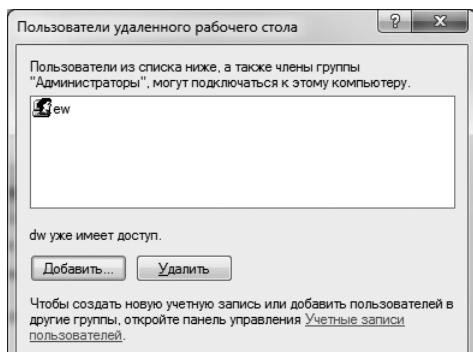 Пользователи удаленного рабочего стола
Пользователи из списка ниже, а также члены группы
"Администраторы", могут подключаться к этому компьютеру.
ew
dw уже имеет доступ.
Добавить...
Удалить
Чтобы создать новую учетную запись или добавить пользователей в
другие группы, откройте панель управления Учетные записи
пользователей.